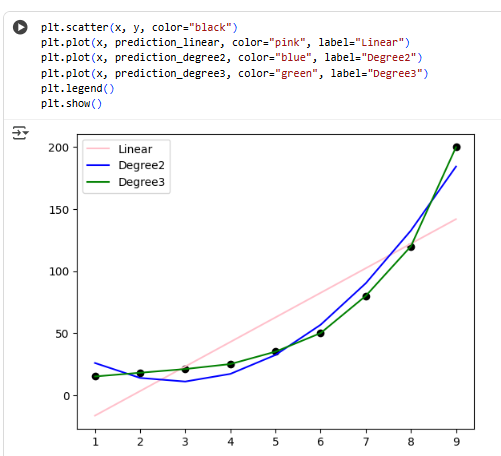 plt.scatter(x, y, color="black")
plt.plot(x, prediction_linear, color="pink", label="Linear")
plt.plot(x, prediction_degree2, color="blue", label="Degree2")
plt.plot(x, prediction_degree3, color="green", label="Degree3")
plt.legend()
plt.show()
Linear
Degree2
Degree3
200
150
100
50
0
1 2 3 4 5 6 7 8 9